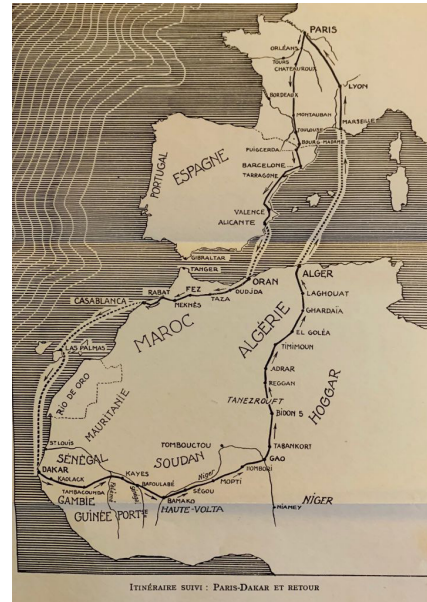 PARIS
ORLÉANS
TOURS
CHATEAUROUX
LYON
BORDEAUX
MONTAUBAN
MARSEILLE
TOULOUSE
BOURG-MADAME
PUIGCERDA
ESPAGNE
PORTUGAL
BARCELONE
TARRAGONE
VALENCE
ALICANTE
GIBRALTAR
TANGER
ALGER
ORAN
FEZ
RABAT
OUDJDA
CASABLANCA
MEKNÈS
TAZA
LAGHOUAT
GHARDAÏA
MAROC
ALGÉRIE
EL GOLÉA
TIMIMOUN
LAS PALMAS
ADRAR
HOGGAR
REGGAN
RIO DE ORO
TANEZROUFT
BIDON 5
MAURITANIE
ST LOUIS
TOMBOUCTOU
TABANKORT
SÉNÉGAL
SOUDAN
GAO
DAKAR
KAYES
Niger
HOMBORI
KAOLACK
BAFOULABÉ
MOPTI
TAMBACOUNDA
SÉGOU
GAMBIE
BAMAKO
NIGER
GUINÉE PORT^se
HAUTE-VOLTA
NIAMEY
ITINÉRAIRE SUIVI : PARIS-DAKAR ET RETOUR